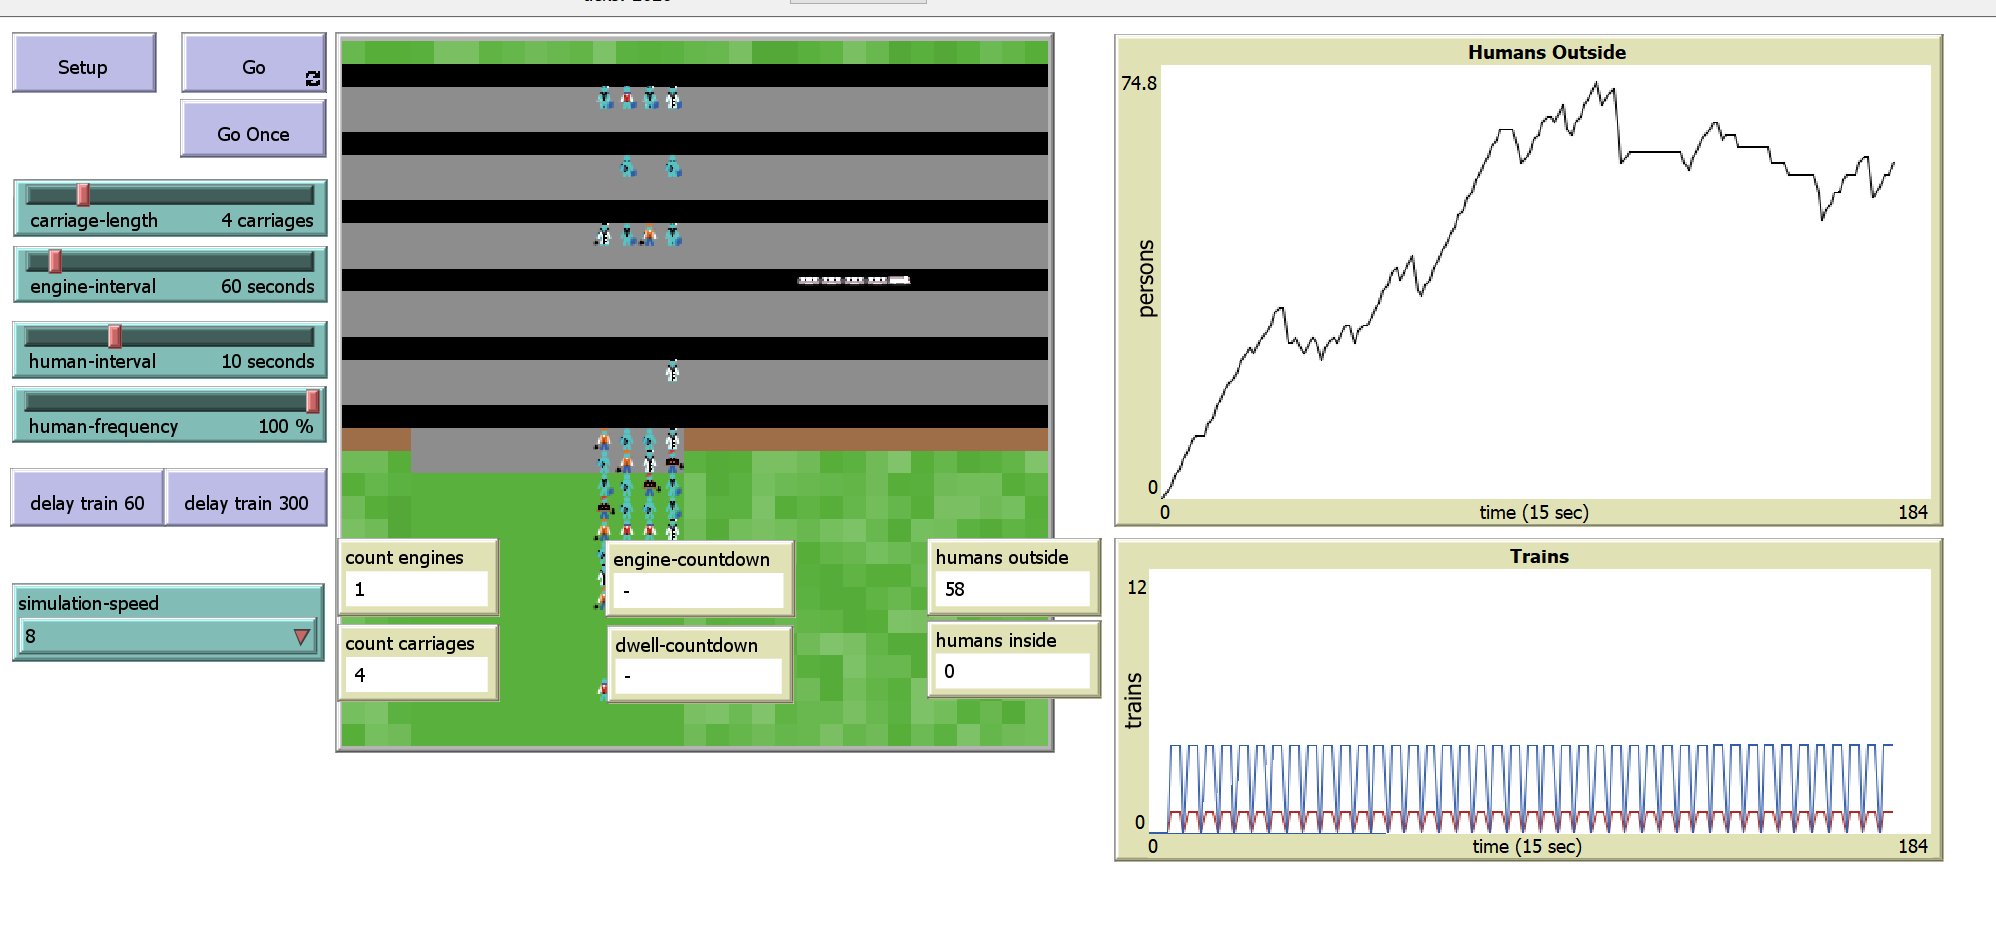 Setup
Go
Go Once
carriage-length 4 carriages
engine-interval 60 seconds
human-interval 10 seconds
human-frequency 100 %
delay train 60
delay train 300
simulation-speed
8
count engines
1
count carriages
4
engine-countdown
-
dwell-countdown
-
humans outside
58
humans inside
0
Humans Outside
74.8
persons
0
0
time (15 sec)
184
Trains
12
trains
0
0
time (15 sec)
184